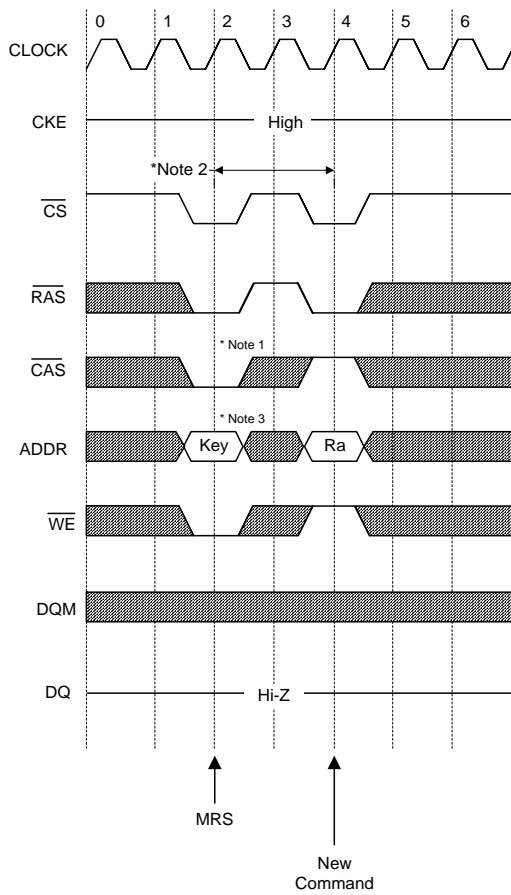 0 1 2 3 4 5 6
CLOCK
CKE
High
*Note 2
CS
RAS
* Note 1
CAS
* Note 3
ADDR
Key
Ra
WE
DQM
DQ
Hi-Z
MRS
New
Command